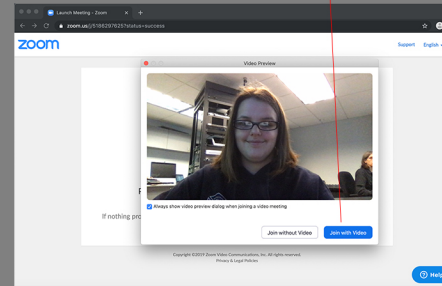 Launch Meeting - Zoom
zoom.us/j/5186297625?status=success
zoom
Support English
Video Preview
Always show video preview dialog when joining a video meeting
If nothing pro
Join without Video
Join with Video
Copyright ©2019 Zoom Video Communications, Inc. All rights reserved.
Privacy & Legal Policies
Help